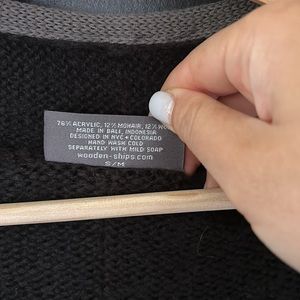 76% ACRYLIC, 12% MOHAIR, 12% WO
MADE IN BALI, INDONESIA
DESIGNED IN NYC + COLORADO
HAND WASH COLD
SEPARATELY WITH MILD SOAP
wooden-ships.com
S/M